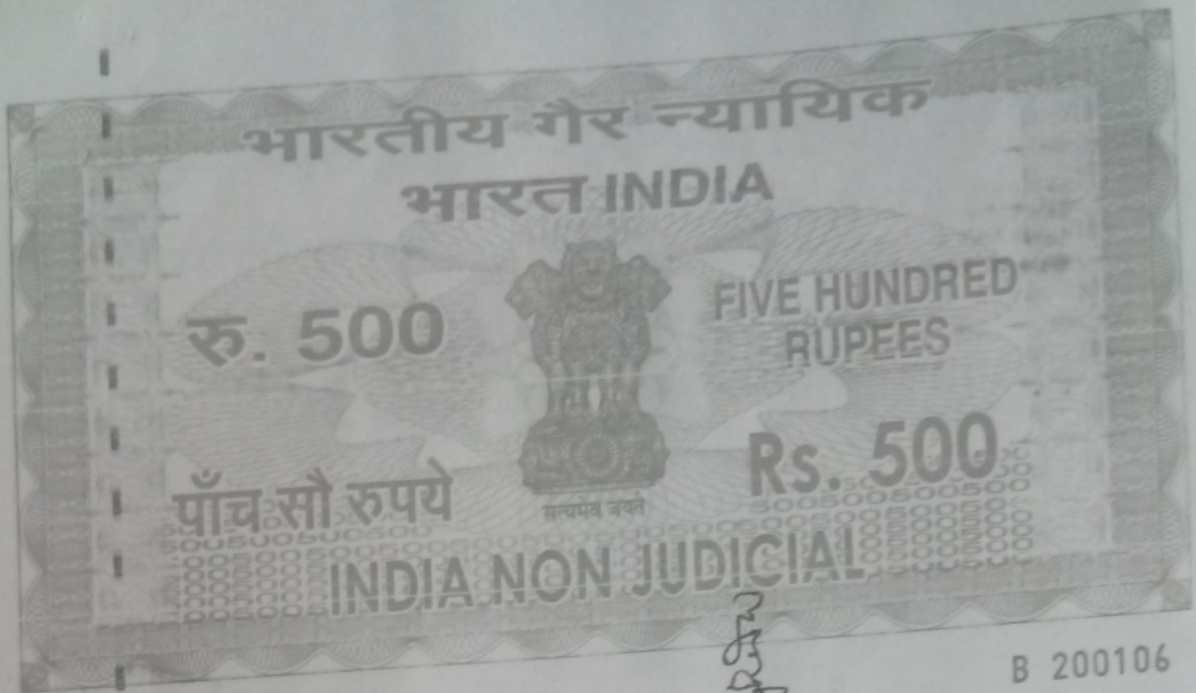 भारतीय गैर न्यायिक
भारत INDIA
रु. 500
FIVE HUNDRED
RUPEES
पाँच सौ रुपये
Rs. 500
सत्यमेव जयते
INDIA NON JUDICIAL
B 200106